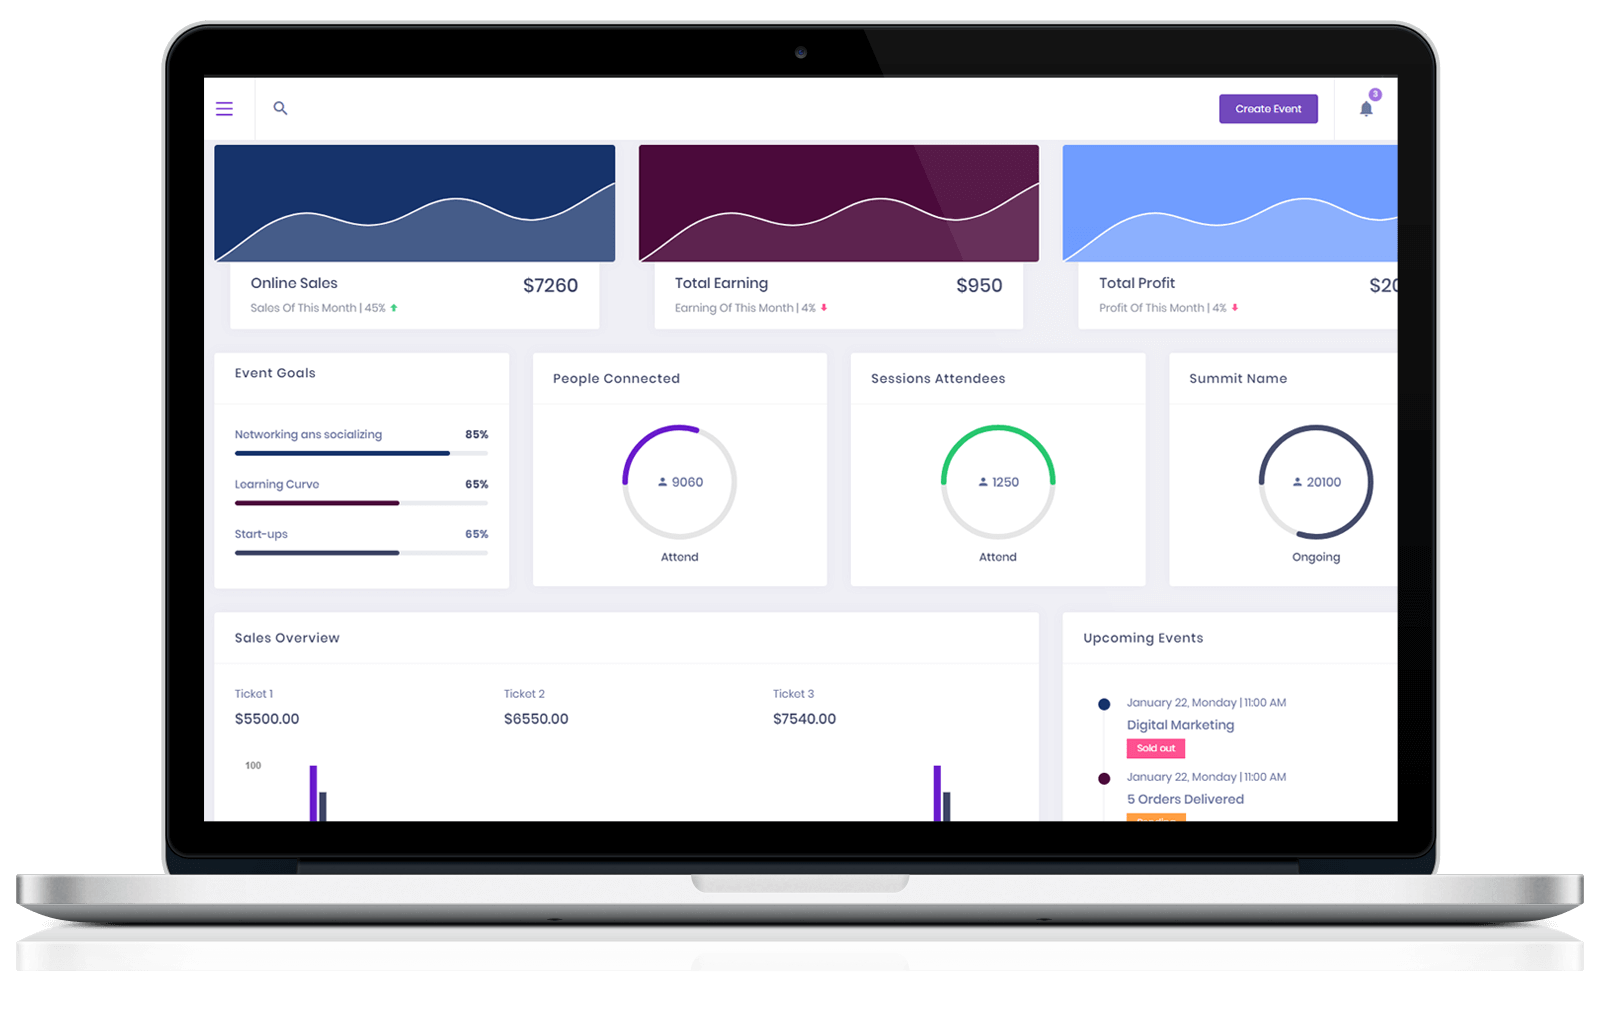 Create Event
3
Online Sales
$7260
Sales Of This Month | 45%
Total Earning
$950
Earning Of This Month | 4%
Total Profit
$20
Profit Of This Month | 4%
Event Goals
Networking ans socializing
85%
Learning Curve
65%
Start-ups
65%
People Connected
9060
Attend
Sessions Attendees
1250
Attend
Summit Name
20100
Ongoing
Sales Overview
Ticket 1
$5500.00
Ticket 2
$6550.00
Ticket 3
$7540.00
100
Upcoming Events
January 22, Monday | 11:00 AM
Digital Marketing
Sold out
January 22, Monday | 11:00 AM
5 Orders Delivered